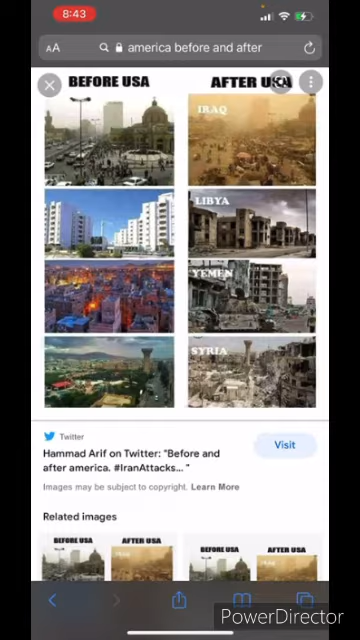 8:43
AA america before and after
BEFORE USA AFTER USA
IRAQ
LIBYA
YEMEN
SYRIA
Twitter
Hammad Arif on Twitter: "Before and
after america. #IranAttacks... "
Visit
Images may be subject to copyright. Learn More
Related images
BEFORE USA AFTER USA
IRAQ
BEFORE USA AFTER USA
IRAQ
PowerDirector